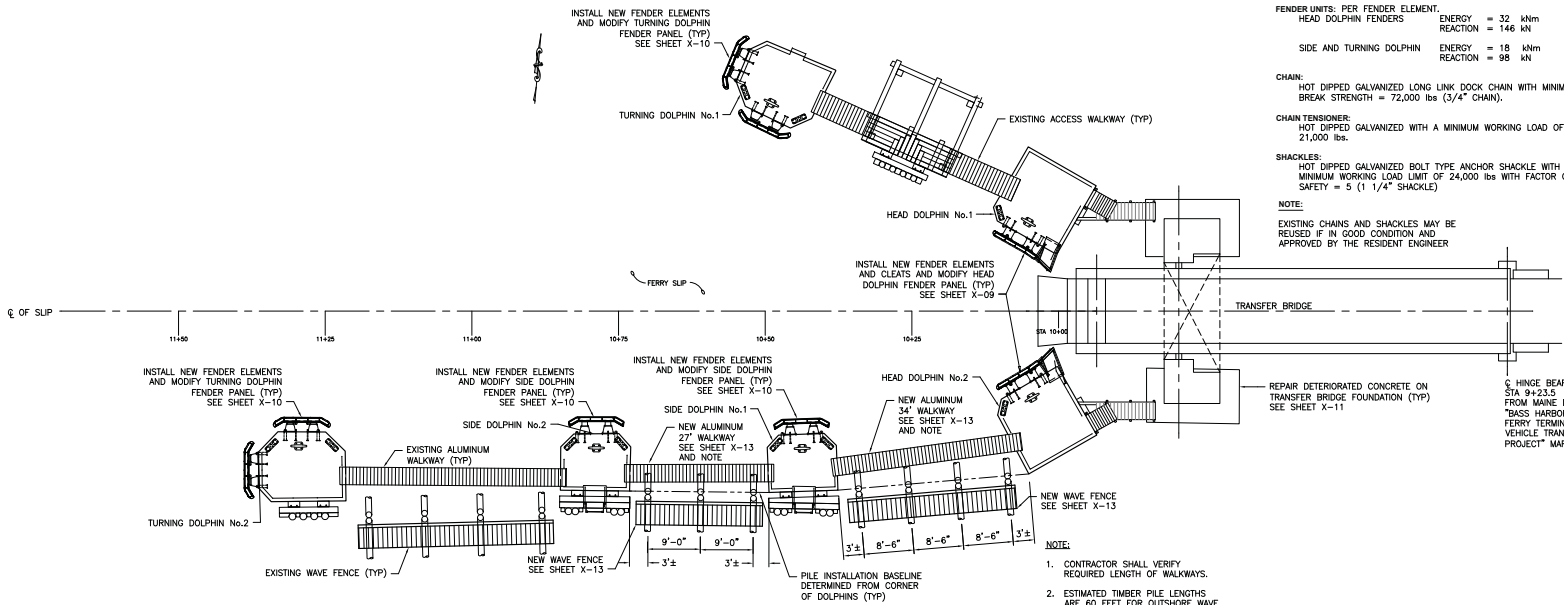 INSTALL NEW FENDER ELEMENTS
AND MODIFY TURNING DOLPHIN
FENDER PANEL (TYP)
SEE SHEET X-10
TURNING DOLPHIN No.1
EXISTING ACCESS WALKWAY (TYP)
HEAD DOLPHIN No.1
INSTALL NEW FENDER ELEMENTS
AND CLEATS AND MODIFY HEAD
DOLPHIN FENDER PANEL (TYP)
SEE SHEET X-09
FENDER UNITS: PER FENDER ELEMENT.
HEAD DOLPHIN FENDERS ENERGY = 32 kNm
REACTION = 146 kN
SIDE AND TURNING DOLPHIN ENERGY = 18 kNm
REACTION = 98 kN
CHAIN:
HOT DIPPED GALVANIZED LONG LINK DOCK CHAIN WITH MINIM
BREAK STRENGTH = 72,000 lbs (3/4" CHAIN).
CHAIN TENSIONER:
HOT DIPPED GALVANIZED WITH A MINIMUM WORKING LOAD OF
21,000 lbs.
SHACKLES:
HOT DIPPED GALVANIZED BOLT TYPE ANCHOR SHACKLE WITH
MINIMUM WORKING LOAD LIMIT OF 24,000 lbs WITH FACTOR
SAFETY = 5 (1 1/4" SHACKLE)
NOTE:
EXISTING CHAINS AND SHACKLES MAY BE
REUSED IF IN GOOD CONDITION AND
APPROVED BY THE RESIDENT ENGINEER
FERRY SLIP
℄ OF SLIP
11+50
11+25
11+00
10+75
10+50
10+25
STA 10+00
TRANSFER BRIDGE
INSTALL NEW FENDER ELEMENTS
AND MODIFY TURNING DOLPHIN
FENDER PANEL (TYP)
SEE SHEET X-10
INSTALL NEW FENDER ELEMENTS
AND MODIFY SIDE DOLPHIN
FENDER PANEL (TYP)
SEE SHEET X-10
SIDE DOLPHIN No.2
INSTALL NEW FENDER ELEMENTS
AND MODIFY SIDE DOLPHIN
FENDER PANEL (TYP)
SEE SHEET X-10
SIDE DOLPHIN No.1
HEAD DOLPHIN No.2
NEW ALUMINUM
34' WALKWAY
SEE SHEET X-13
AND NOTE
NEW ALUMINUM
27' WALKWAY
SEE SHEET X-13
AND NOTE
EXISTING ALUMINUM
WALKWAY (TYP)
REPAIR DETERIORATED CONCRETE ON
TRANSFER BRIDGE FOUNDATION (TYP)
SEE SHEET X-11
℄ HINGE BEAR
STA 9+23.5
FROM MAINE
"BASS HARBO
FERRY TERMIN
VEHICLE TRAN
PROJECT" MAR
TURNING DOLPHIN No.2
EXISTING WAVE FENCE (TYP)
NEW WAVE FENCE
SEE SHEET X-13
9'-0"
9'-0"
3'±
3'±
3'±
8'-6"
8'-6"
8'-6"
3'±
NEW WAVE FENCE
SEE SHEET X-13
PILE INSTALLATION BASELINE
DETERMINED FROM CORNER
OF DOLPHINS (TYP)
NOTE:
1. CONTRACTOR SHALL VERIFY
REQUIRED LENGTH OF WALKWAYS.
2. ESTIMATED TIMBER PILE LENGTHS
ARE 60 FEET FOR OUTSHORE WAVE